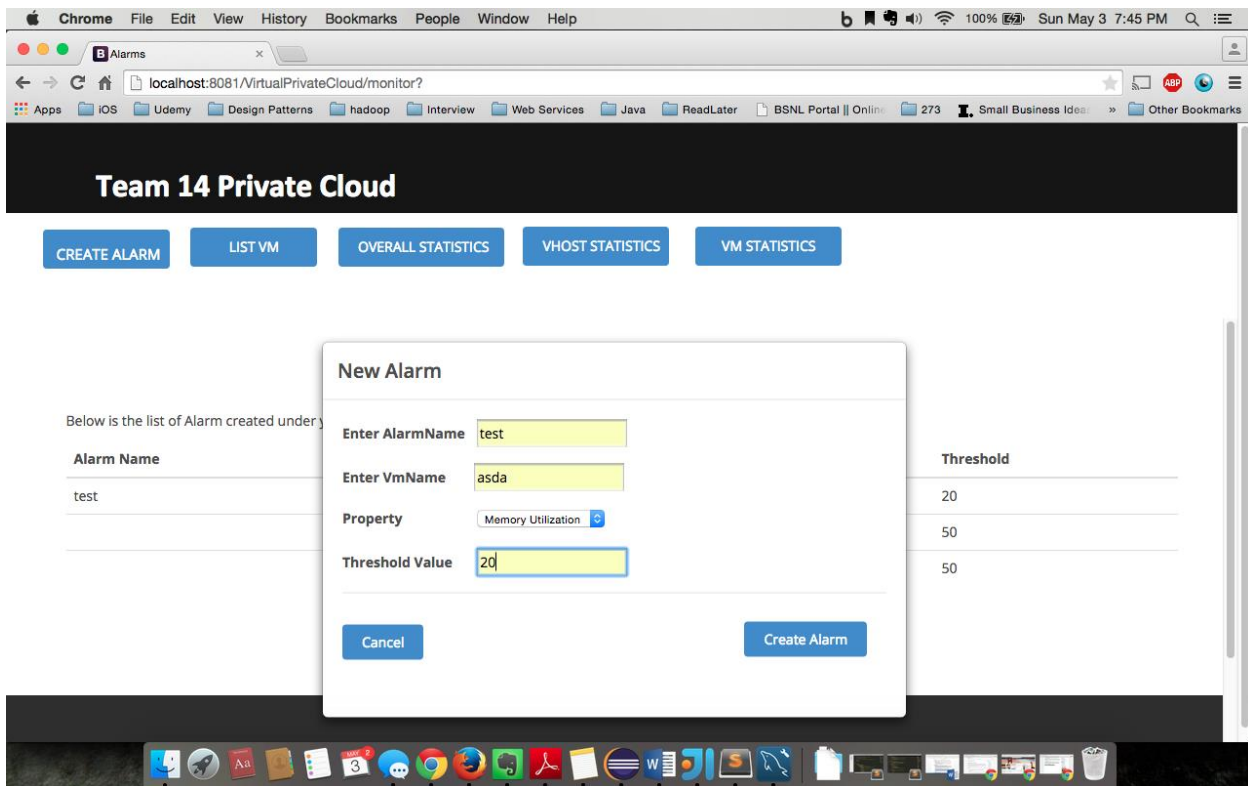 Chrome File Edit View History Bookmarks People Window Help 100% Sun May 3 7:45 PM
B Alarms
localhost:8081/VirtualPrivateCloud/monitor?
ABP
Apps iOS Udemy Design Patterns hadoop Interview Web Services Java ReadLater BSNL Portal || Online 273 Small Business Idea » Other Bookmarks
Team 14 Private Cloud
CREATE ALARM LIST VM OVERALL STATISTICS VHOST STATISTICS VM STATISTICS
New Alarm
Below is the list of Alarm created under
Enter AlarmName test
Alarm Name Threshold
Enter VmName asda
test 20
Property Memory Utilization
50
Threshold Value 20
50
Cancel Create Alarm